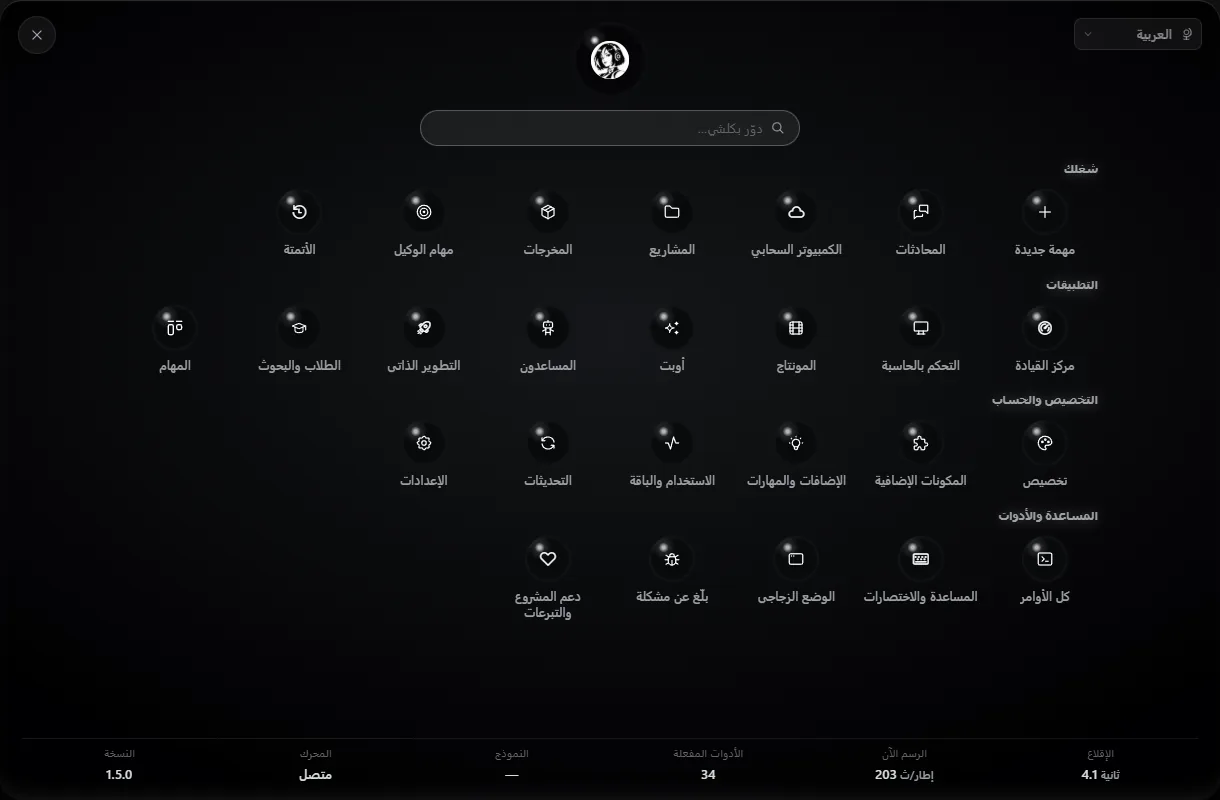 العربية
دوّر بكلشي...
شغلك
مهمة جديدة
المحادثات
الكمبيوتر السحابي
المشاريع
المخرجات
مهام الوكيل
الأتمتة
التطبيقات
مركز القيادة
التحكم بالحاسبة
المونتاج
أوبت
المساعدون
التطوير الذاتي
الطلاب والبحوث
المهام
التخصيص والحساب
تخصيص
المكونات الإضافية
الإضافات والمهارات
الاستخدام والباقة
التحديثات
الإعدادات
المساعدة والأدوات
كل الأوامر
المساعدة والاختصارات
الوضع الزجاجي
بلّغ عن مشكلة
دعم المشروع
والتبرعات
الإقلاع
الرسم الآن
الأدوات المفعلة
النموذج
المحرك
النسخة
4.1 ثانية
203 إطار/ث
34
—
متصل
1.5.0